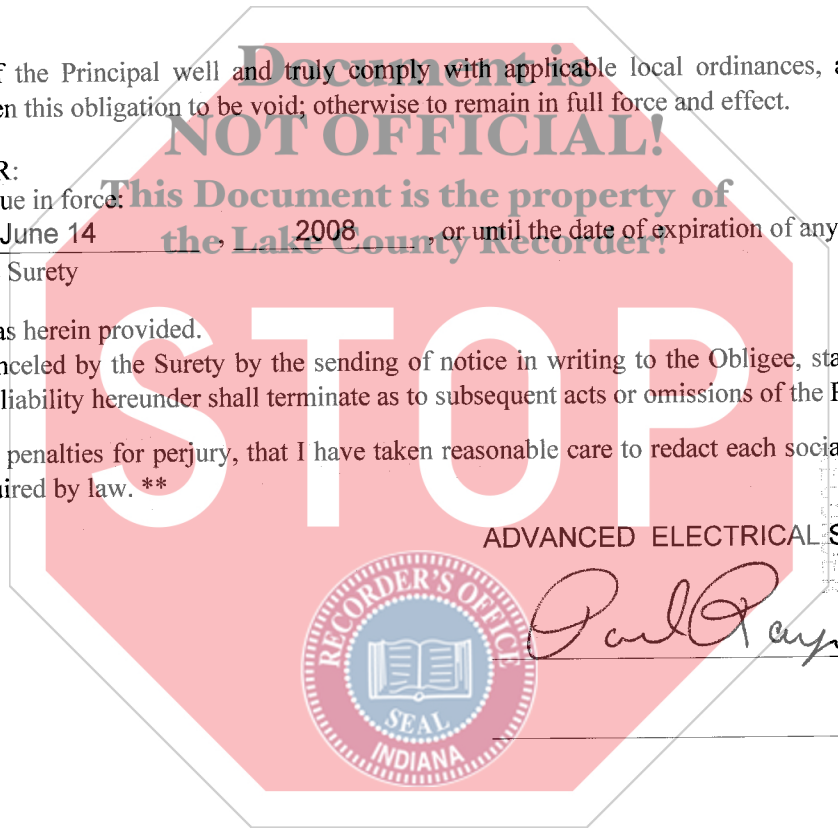 Document is
f the Principal well and truly comply with applicable local ordinances, a
en this obligation to be void; otherwise to remain in full force and effect.
NOT OFFICIAL!
R:
ue in force:
This Document is the property of
June 14 , 2008 , or until the date of expiration of any
the Lake County Recorder!
Surety
as herein provided.
nceled by the Surety by the sending of notice in writing to the Obligee, sta
liability hereunder shall terminate as to subsequent acts or omissions of the P
STOP
penalties for perjury, that I have taken reasonable care to redact each socia
uired by law. **
ADVANCED ELECTRICAL S
RECORDER'S OFFICE
Paul Ray
SEAL
INDIANA